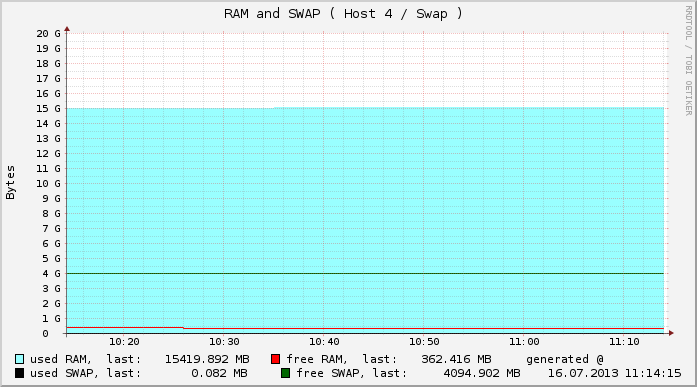 RAM and SWAP ( Host 4 / Swap )
RRDTOOL / TOBI OETIKER
Bytes
20 G
19 G
18 G
17 G
16 G
15 G
14 G
13 G
12 G
11 G
10 G
9 G
8 G
7 G
6 G
5 G
4 G
3 G
2 G
1 G
0
10:20 10:30 10:40 10:50 11:00 11:10
used RAM, last: 15419.892 MB free RAM, last: 362.416 MB generated @
used SWAP, last: 0.082 MB free SWAP, last: 4094.902 MB 16.07.2013 11:14:15